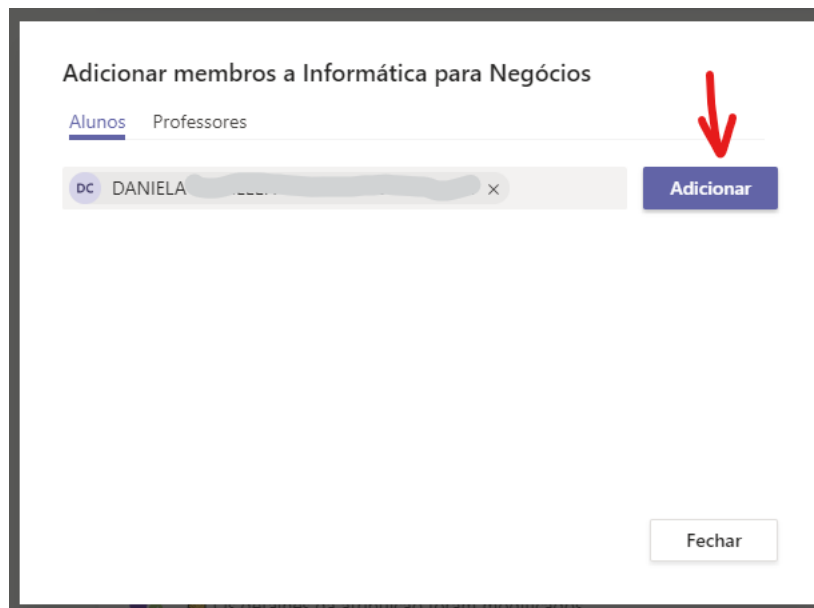 Adicionar membros a Informática para Negócios
Alunos Professores
DC DANIELA × Adicionar
Fechar